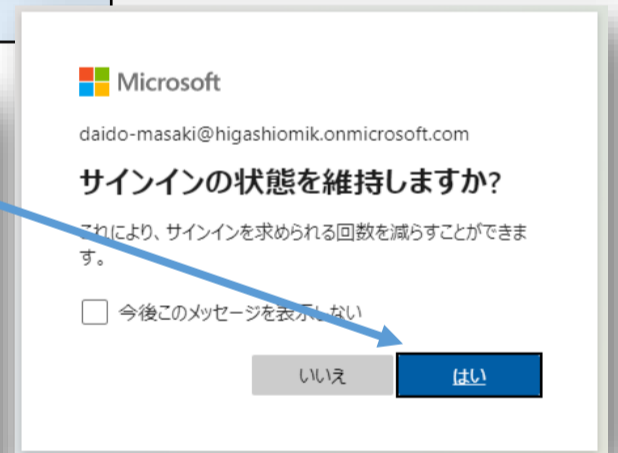 Microsoft
daido-masaki@higashiomik.onmicrosoft.com
サインインの状態を維持しますか?
これにより、サインインを求められる回数を減らすことができま
す。
今後このメッセージを表示しない
いいえ
はい